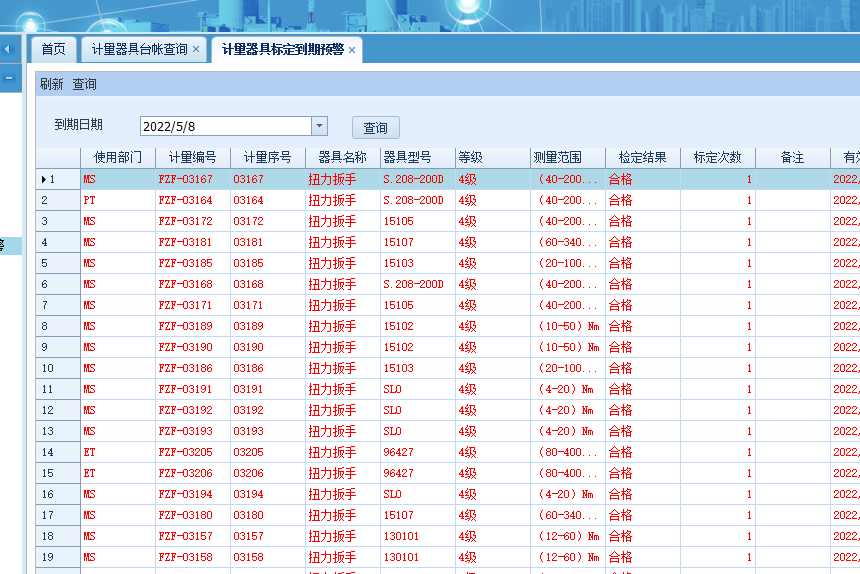 首页 计量器具台帐查询 × 计量器具标定到期预警 ×
刷新 查询
到期日期 2022/5/8 查询
使用部门 计量编号 计量序号 器具名称 器具型号 等级 测量范围 检定结果 标定次数 备注 有效
1 MS FZF-03167 03167 扭力扳手 S.208-200D 4级 (40-200... 合格 1 2022/
2 PT FZF-03164 03164 扭力扳手 S.208-200D 4级 (40-200... 合格 1 2022/
3 MS FZF-03172 03172 扭力扳手 15105 4级 (40-200... 合格 1 2022/
4 MS FZF-03181 03181 扭力扳手 15107 4级 (60-340... 合格 1 2022/
5 MS FZF-03185 03185 扭力扳手 15103 4级 (20-100... 合格 1 2022/
6 MS FZF-03168 03168 扭力扳手 S.208-200D 4级 (40-200... 合格 1 2022/
7 MS FZF-03171 03171 扭力扳手 15105 4级 (40-200... 合格 1 2022/
8 MS FZF-03189 03189 扭力扳手 15102 4级 (10-50) Nm 合格 1 2022/
9 MS FZF-03190 03190 扭力扳手 15102 4级 (10-50) Nm 合格 1 2022/
10 MS FZF-03186 03186 扭力扳手 15103 4级 (20-100... 合格 1 2022/
11 MS FZF-03191 03191 扭力扳手 SL0 4级 (4-20) Nm 合格 1 2022/
12 MS FZF-03192 03192 扭力扳手 SL0 4级 (4-20) Nm 合格 1 2022/
13 MS FZF-03193 03193 扭力扳手 SL0 4级 (4-20) Nm 合格 1 2022/
14 ET FZF-03205 03205 扭力扳手 96427 4级 (80-400... 合格 1 2022/
15 ET FZF-03206 03206 扭力扳手 96427 4级 (80-400... 合格 1 2022/
16 MS FZF-03194 03194 扭力扳手 SL0 4级 (4-20) Nm 合格 1 2022/
17 MS FZF-03180 03180 扭力扳手 15107 4级 (60-340... 合格 1 2022/
18 MS FZF-03157 03157 扭力扳手 130101 4级 (12-60) Nm 合格 1 2022/
19 MS FZF-03158 03158 扭力扳手 130101 4级 (12-60) Nm 合格 1 2022/